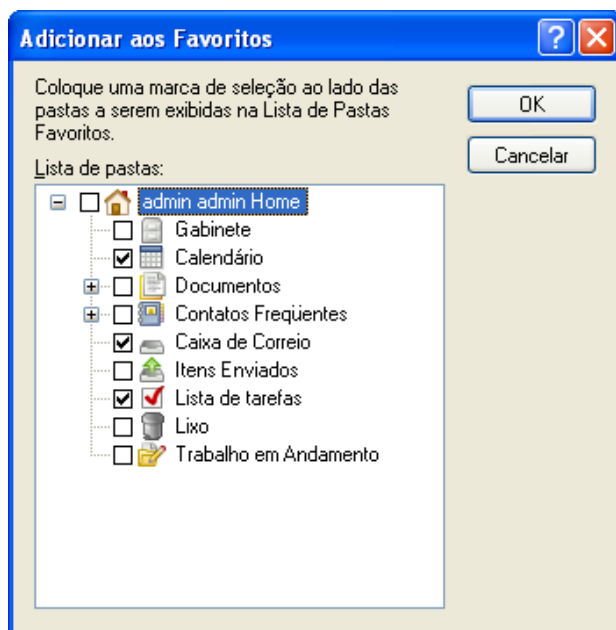 Adicionar aos Favoritos
Coloque uma marca de seleção ao lado das
pastas a serem exibidas na Lista de Pastas
Favoritos.
OK
Cancelar
Lista de pastas:
admin admin Home
Gabinete
Calendário
Documentos
Contatos Freqüentes
Caixa de Correio
Itens Enviados
Lista de tarefas
Lixo
Trabalho em Andamento